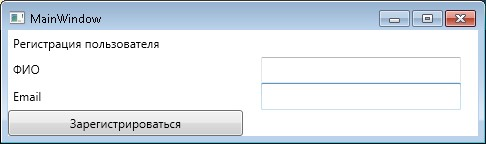 MainWindow
Регистрация пользователя
ФИО
Email
Зарегистрироваться